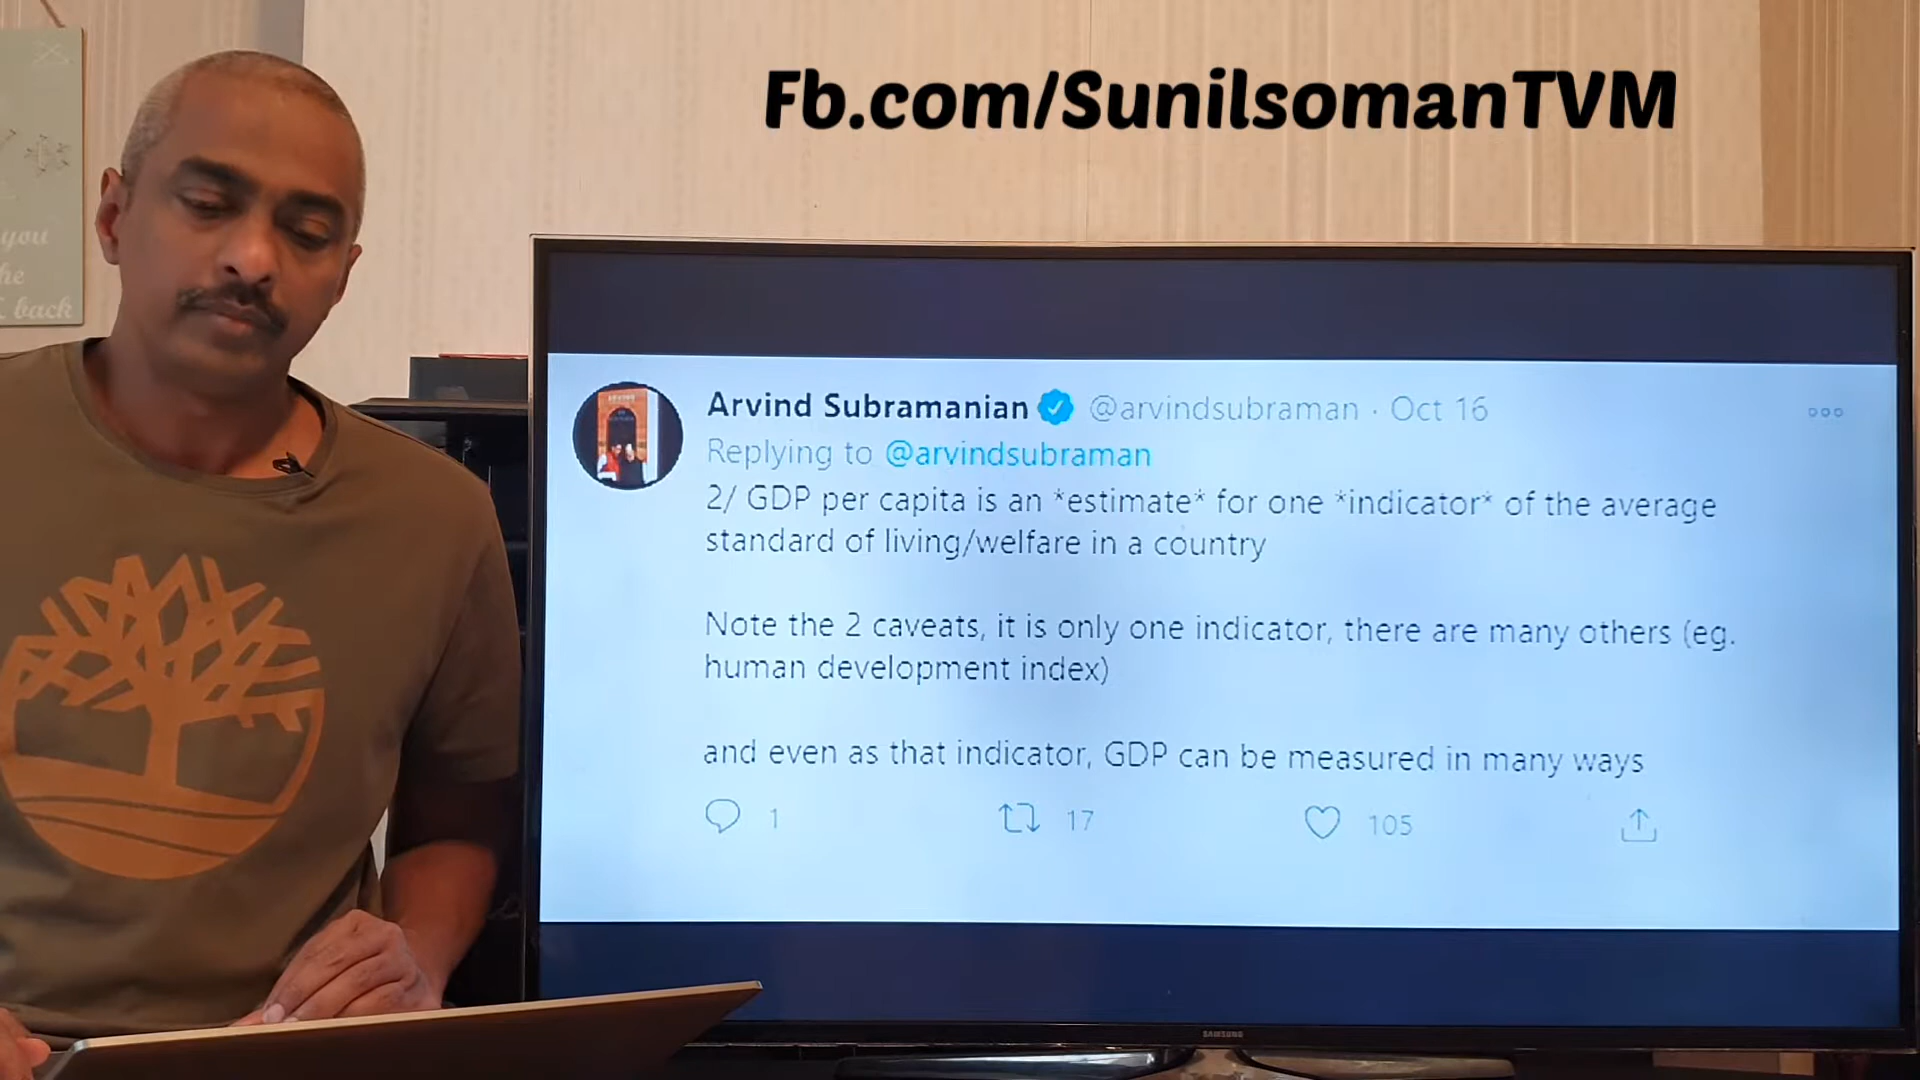 Fb.com/SunilsomanTVM
you
he
back
Arvind Subramanian @arvindsubraman · Oct 16
Replying to @arvindsubraman
2/ GDP per capita is an *estimate* for one *indicator* of the average
standard of living/welfare in a country
Note the 2 caveats, it is only one indicator, there are many others (eg.
human development index)
and even as that indicator, GDP can be measured in many ways
1 17 105
SAMSUNG